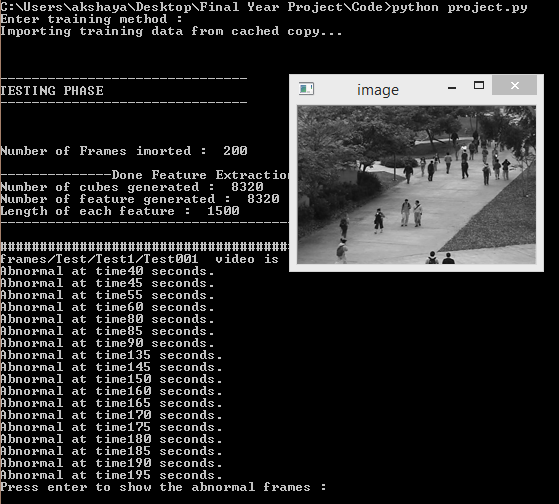 C:\Users\akshaya\Desktop\Final Year Project\Code>python project.py
Enter training method :
Importing training data from cached copy...
--------------------------------
TESTING PHASE
--------------------------------
image
Number of Frames imorted :  200
--------------Done Feature Extraction
Number of cubes generated :  8320
Number of feature generated :  8320
Length of each feature :  1500
-------------------------------------
#####################################
frames/Test/Test1/Test001  video is
Abnormal at time40 seconds.
Abnormal at time45 seconds.
Abnormal at time55 seconds.
Abnormal at time60 seconds.
Abnormal at time80 seconds.
Abnormal at time85 seconds.
Abnormal at time90 seconds.
Abnormal at time135 seconds.
Abnormal at time145 seconds.
Abnormal at time150 seconds.
Abnormal at time160 seconds.
Abnormal at time165 seconds.
Abnormal at time170 seconds.
Abnormal at time175 seconds.
Abnormal at time180 seconds.
Abnormal at time185 seconds.
Abnormal at time190 seconds.
Abnormal at time195 seconds.
Press enter to show the abnormal frames :